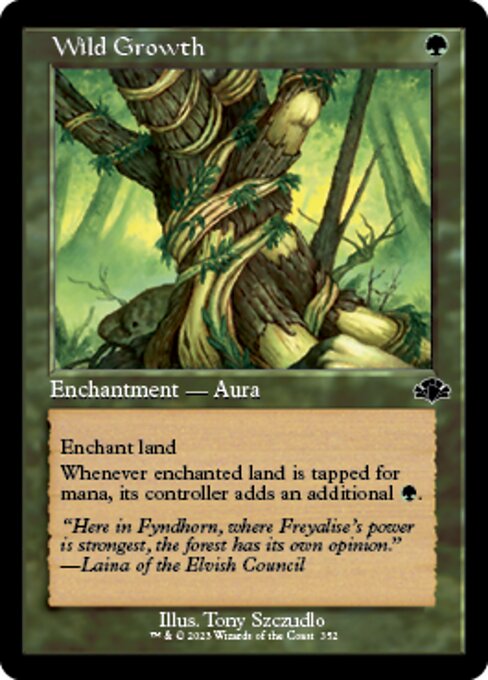 Wild Growth
Enchantment — Aura
Enchant land
Whenever enchanted land is tapped for
mana, its controller adds an additional .
“Here in Fyndhorn, where Freyalise’s power
is strongest, the forest has its own opinion.”
—Laina of the Elvish Council
Illus. Tony Szczudlo
™ & © 2023 Wizards of the Coast 352